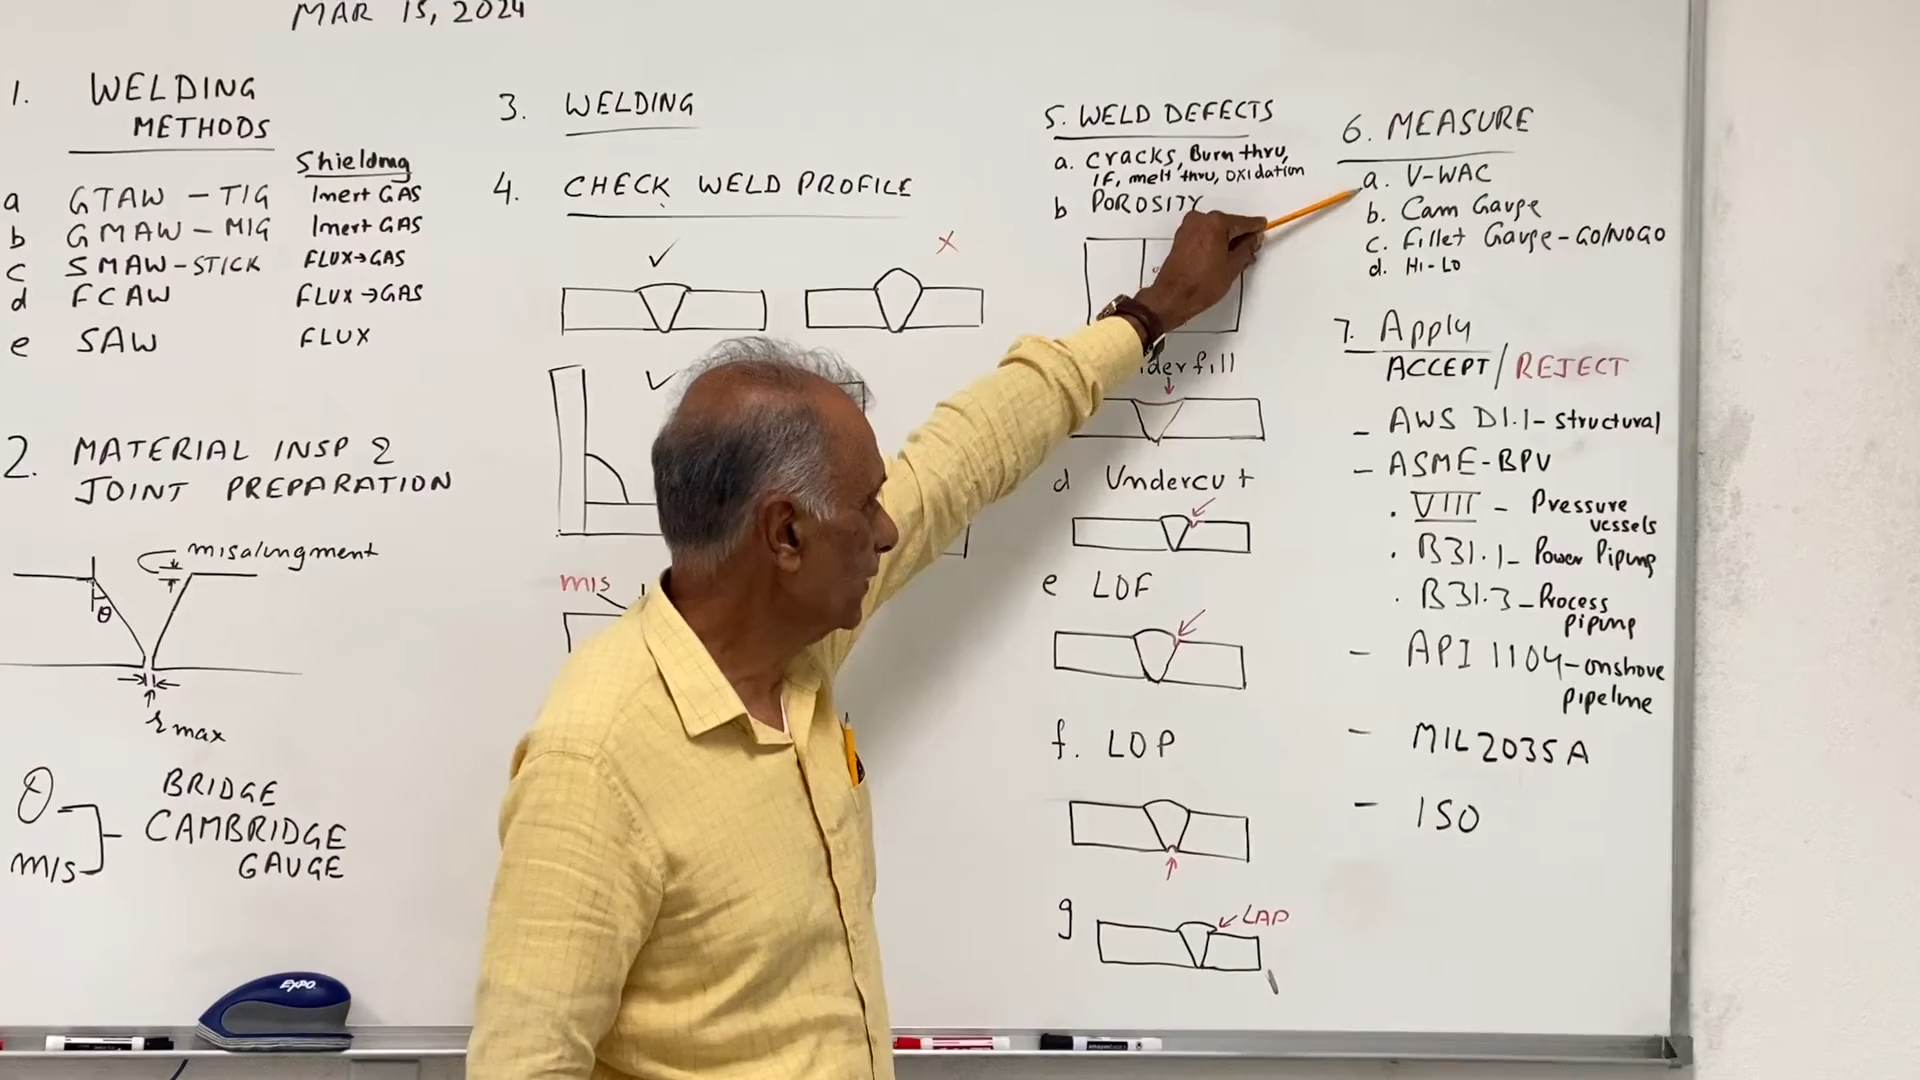 MAR 15, 2024
1. WELDING
METHODS
Shielding
a GTAW - TIG Inert GAS
b GMAW - MIG Inert GAS
c SMAW - STICK FLUX→GAS
d FCAW FLUX→GAS
e SAW FLUX
2. MATERIAL INSP &
JOINT PREPARATION
misalingment
θ
r max
θ
m/s
BRIDGE
CAMBRIDGE
GAUGE
3. WELDING
4. CHECK WELD PROFILE
✓ X
✓
MIS
5. WELD DEFECTS
a. cracks, Burn thru,
IF, melt thru, oxidation
b POROSITY
derfill
d Undercut
e LOF
f. LOP
g
LAP
6. MEASURE
a. V-WAC
b. Cam Gauge
c. Fillet Gauge - GO/NOGO
d. Hi-Lo
7. Apply
ACCEPT / REJECT
- AWS D1.1 - structural
- ASME-BPV
. VIII - Pressure
vessels
. B31.1 - Power Piping
. B31.3 - Process
piping
- API 1104 - onshore
pipeline
- MIL 2035A
- ISO
EXPO